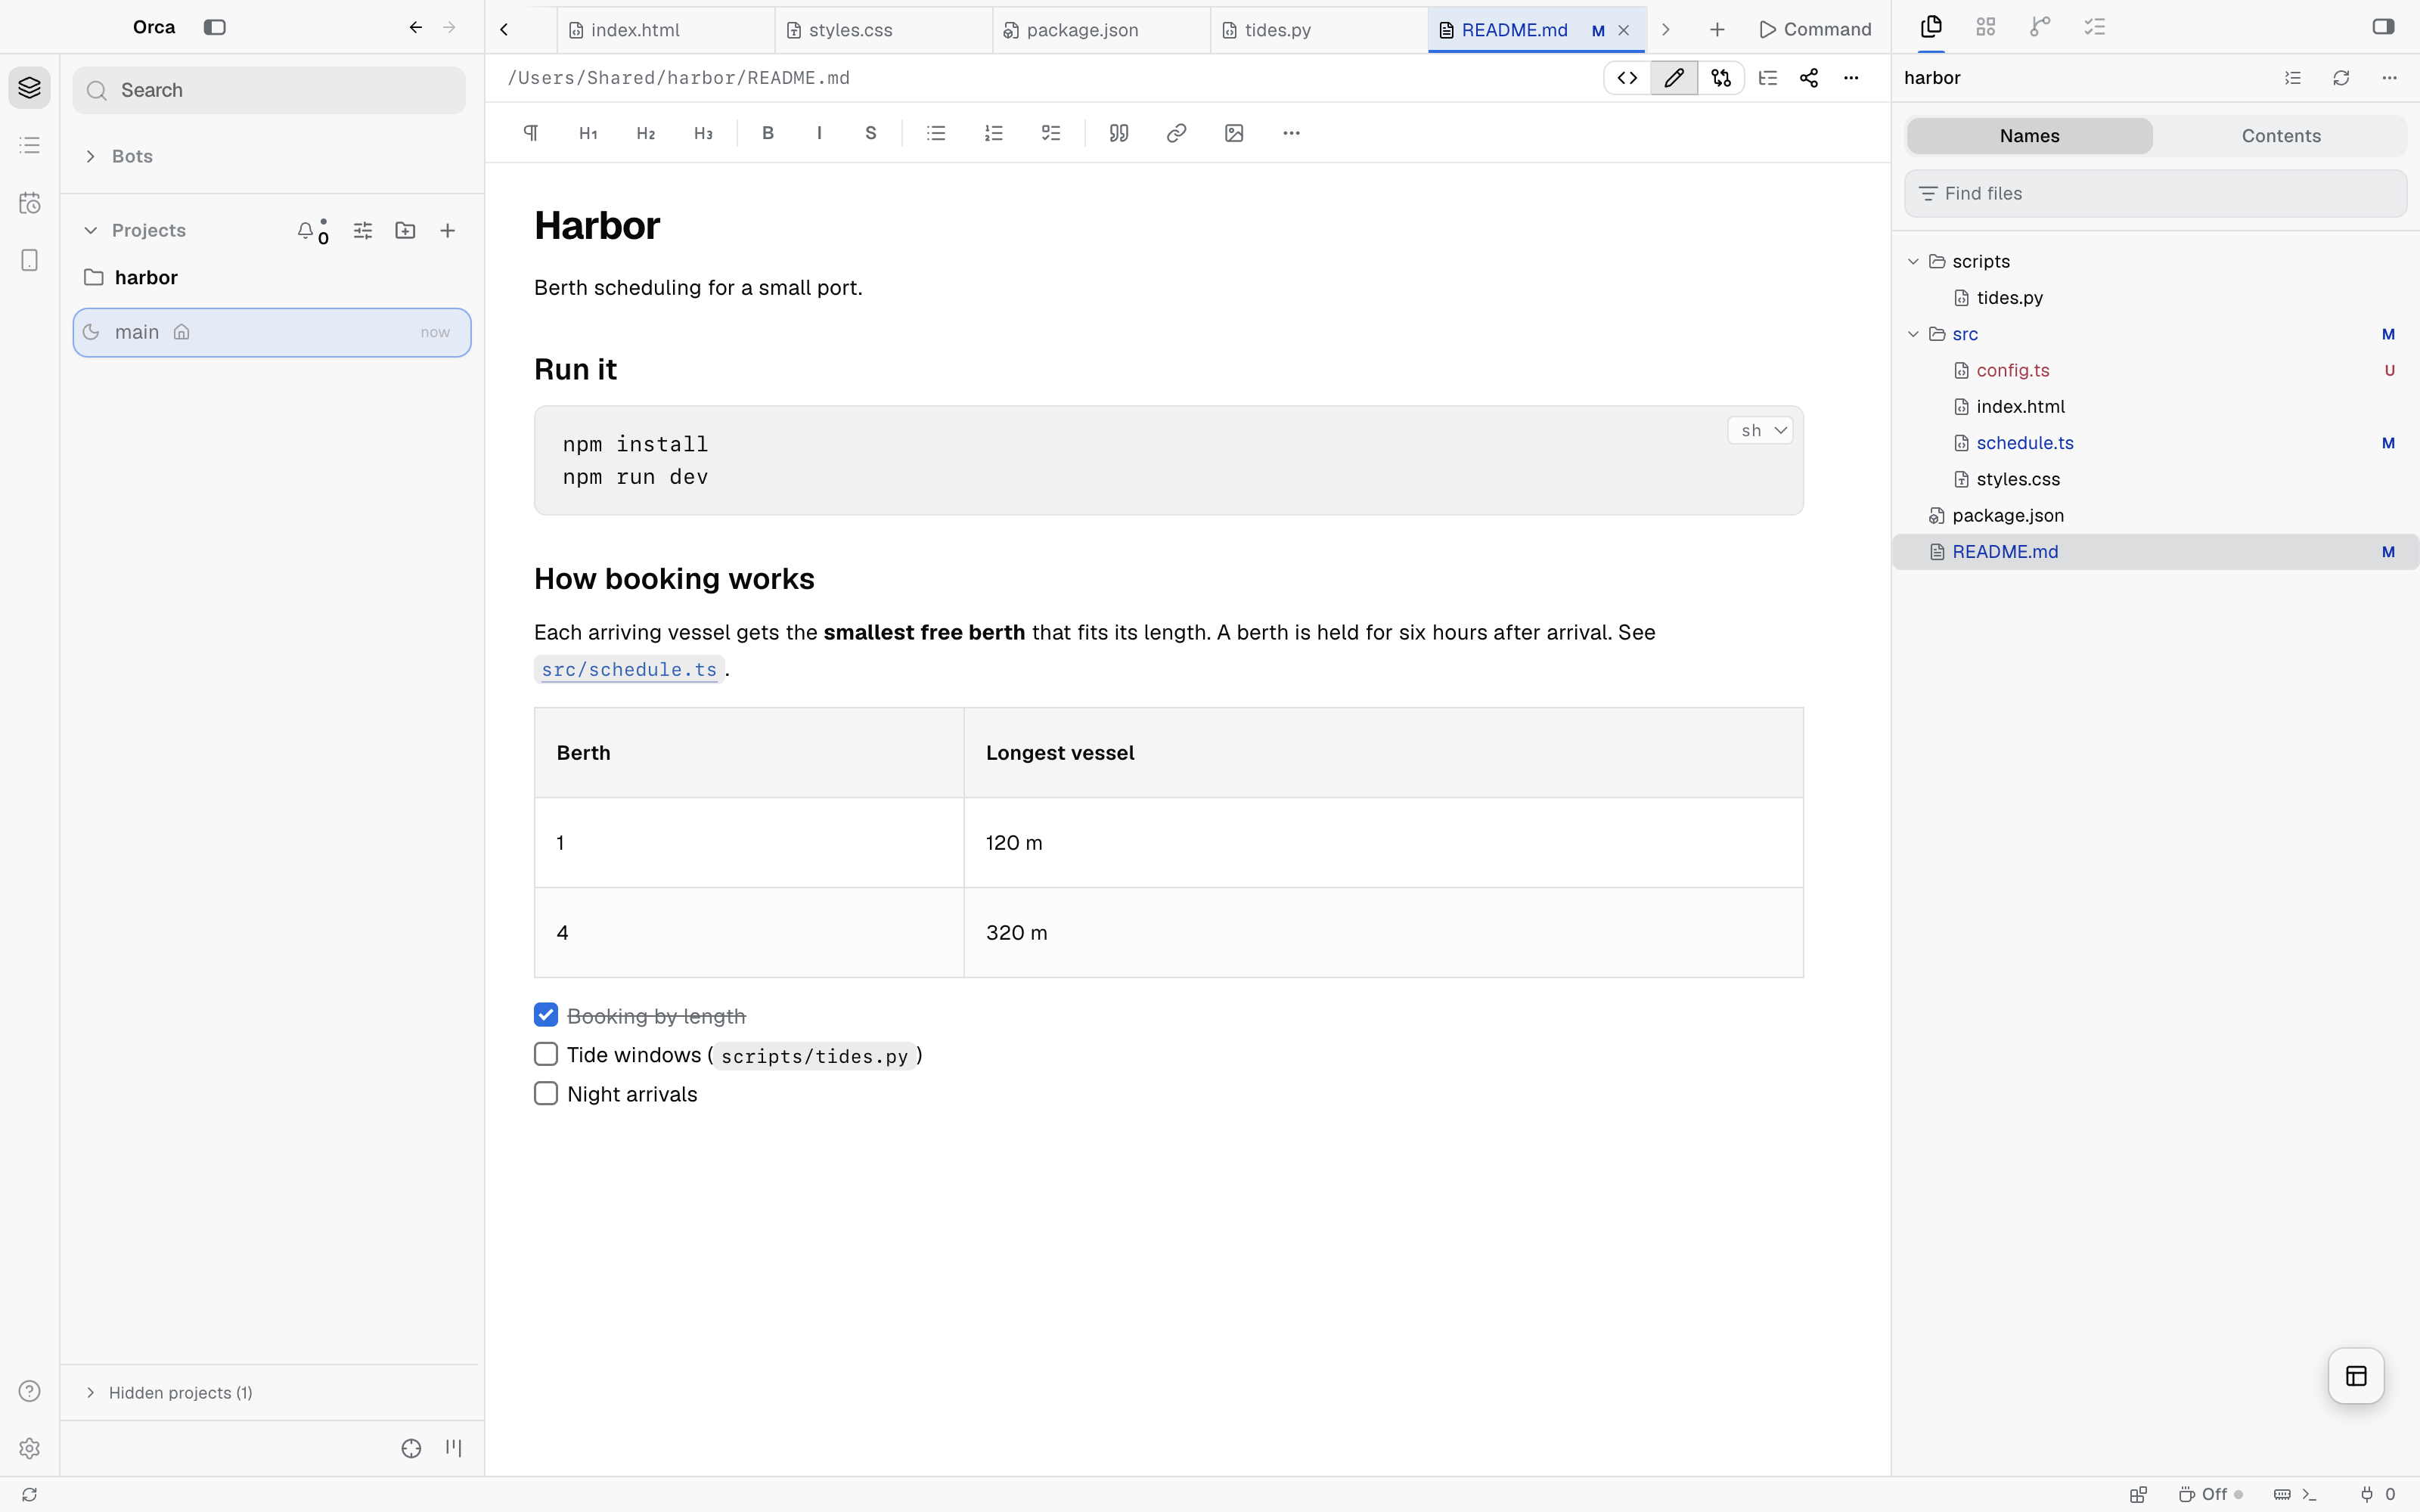 Orca
index.html
styles.css
package.json
tides.py
README.md M
Command
Search
Bots
Projects
0
harbor
main
now
Hidden projects (1)
/Users/Shared/harbor/README.md
H1
H2
H3
B
I
S
Harbor
Berth scheduling for a small port.
Run it
sh
npm install
npm run dev
How booking works
Each arriving vessel gets the smallest free berth that fits its length. A berth is held for six hours after arrival. See
src/schedule.ts.
Berth Longest vessel
1 120 m
4 320 m
Booking by length
Tide windows (scripts/tides.py)
Night arrivals
harbor
Names
Contents
Find files
scripts
tides.py
src M
config.ts U
index.html
schedule.ts M
styles.css
package.json
README.md M
Off
0